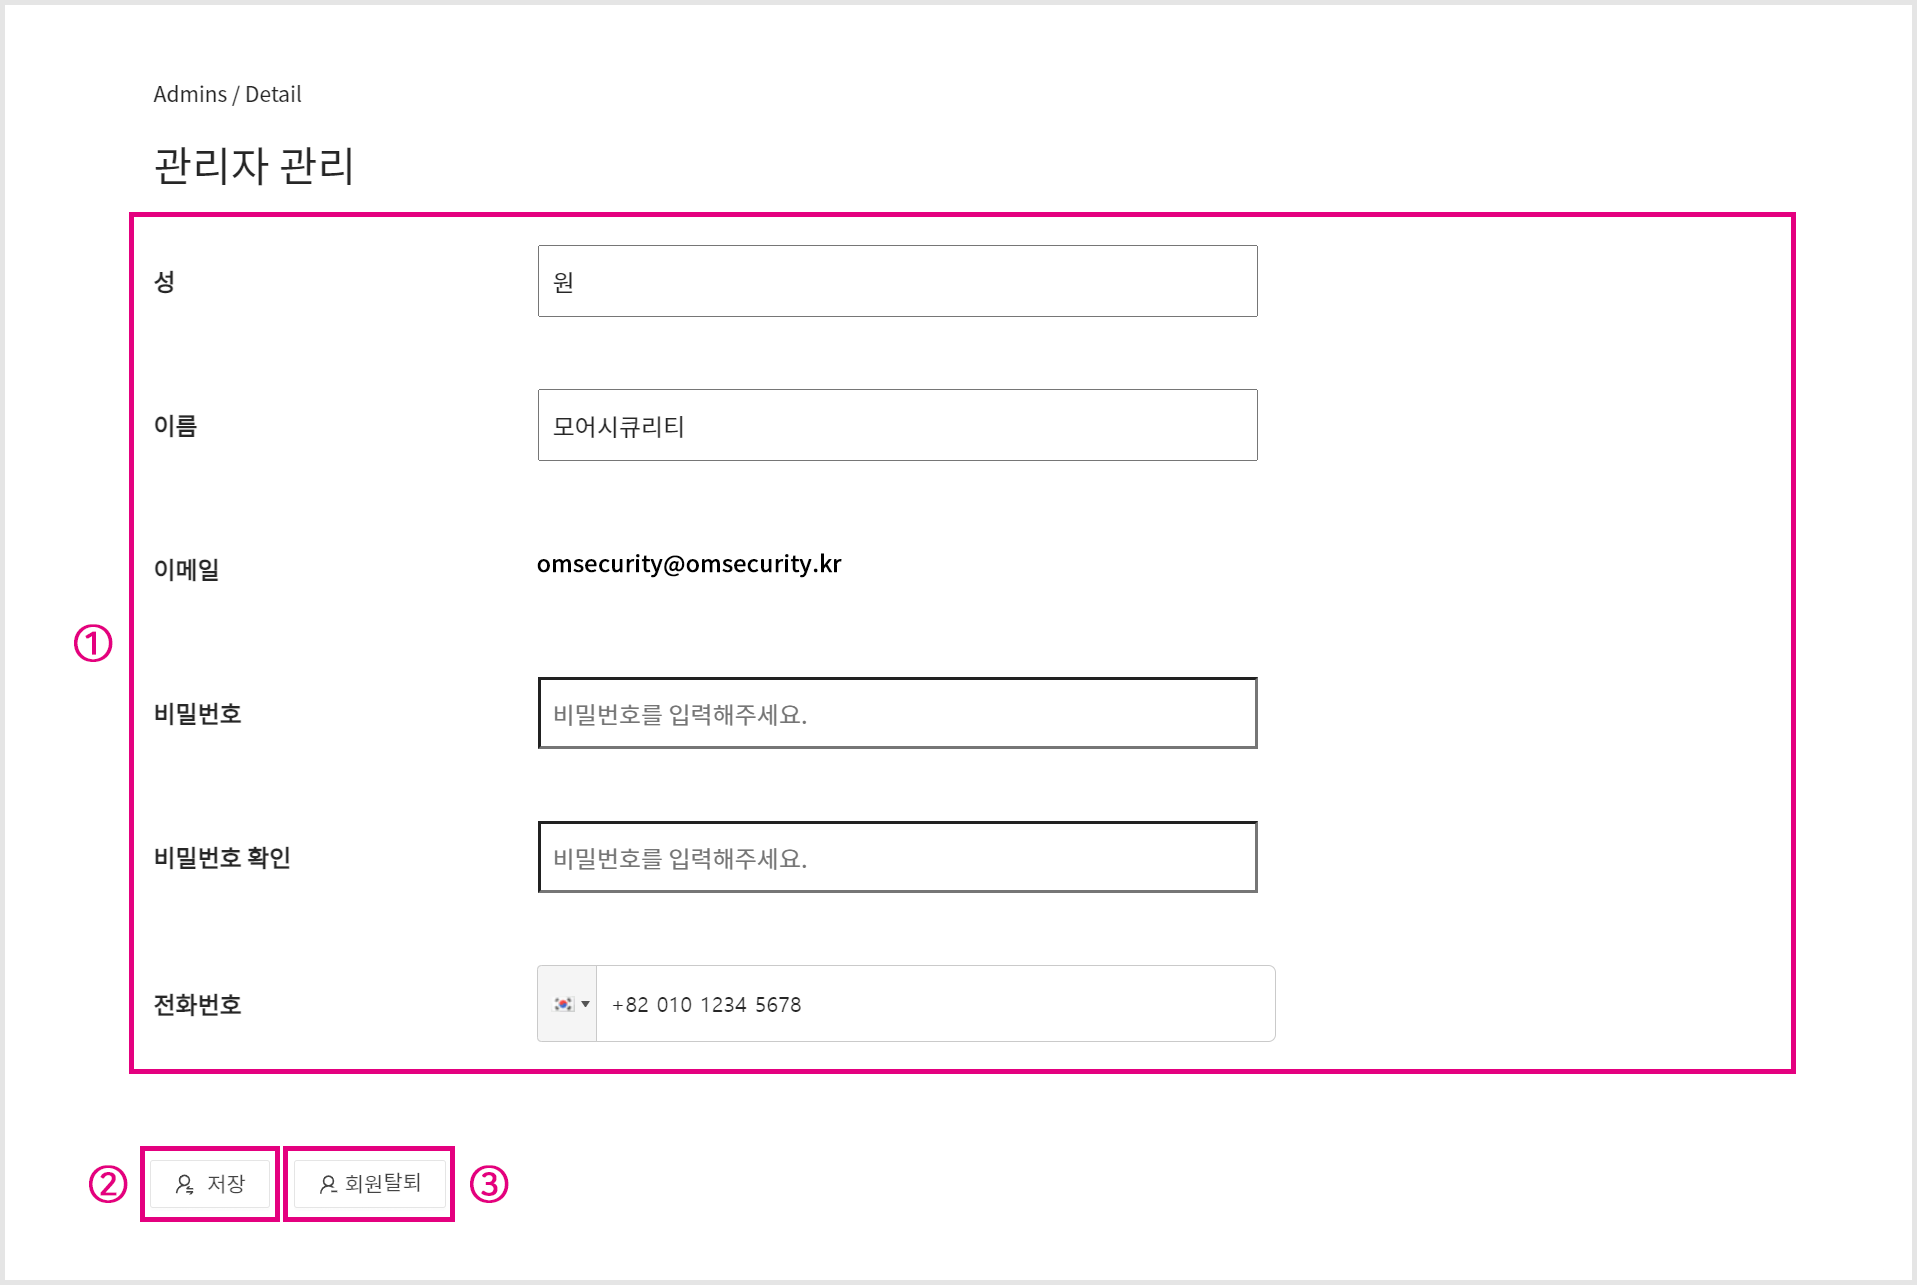 Admins / Detail
관리자 관리
성
원
이름
모어시큐리티
이메일
omsecurity@omsecurity.kr
①
비밀번호
비밀번호를 입력해주세요.
비밀번호 확인
비밀번호를 입력해주세요.
전화번호
+82 010 1234 5678
② 저장 회원탈퇴 ③